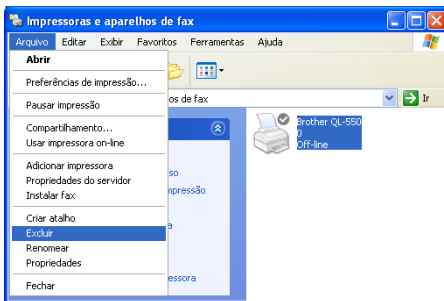 Impressoras e aparelhos de fax
Arquivo Editar Exibir Favoritos Ferramentas Ajuda
Abrir
Preferências de impressão...
Pausar impressão
os de fax
Ir
Compartilhamento...
Usar impressora on-line
Brother QL-550
0
Off-line
Adicionar impressora
Propriedades do servidor
so
Instalar fax
mpressão
Criar atalho
Excluir
a
Renomear
Propriedades
Fechar
essora